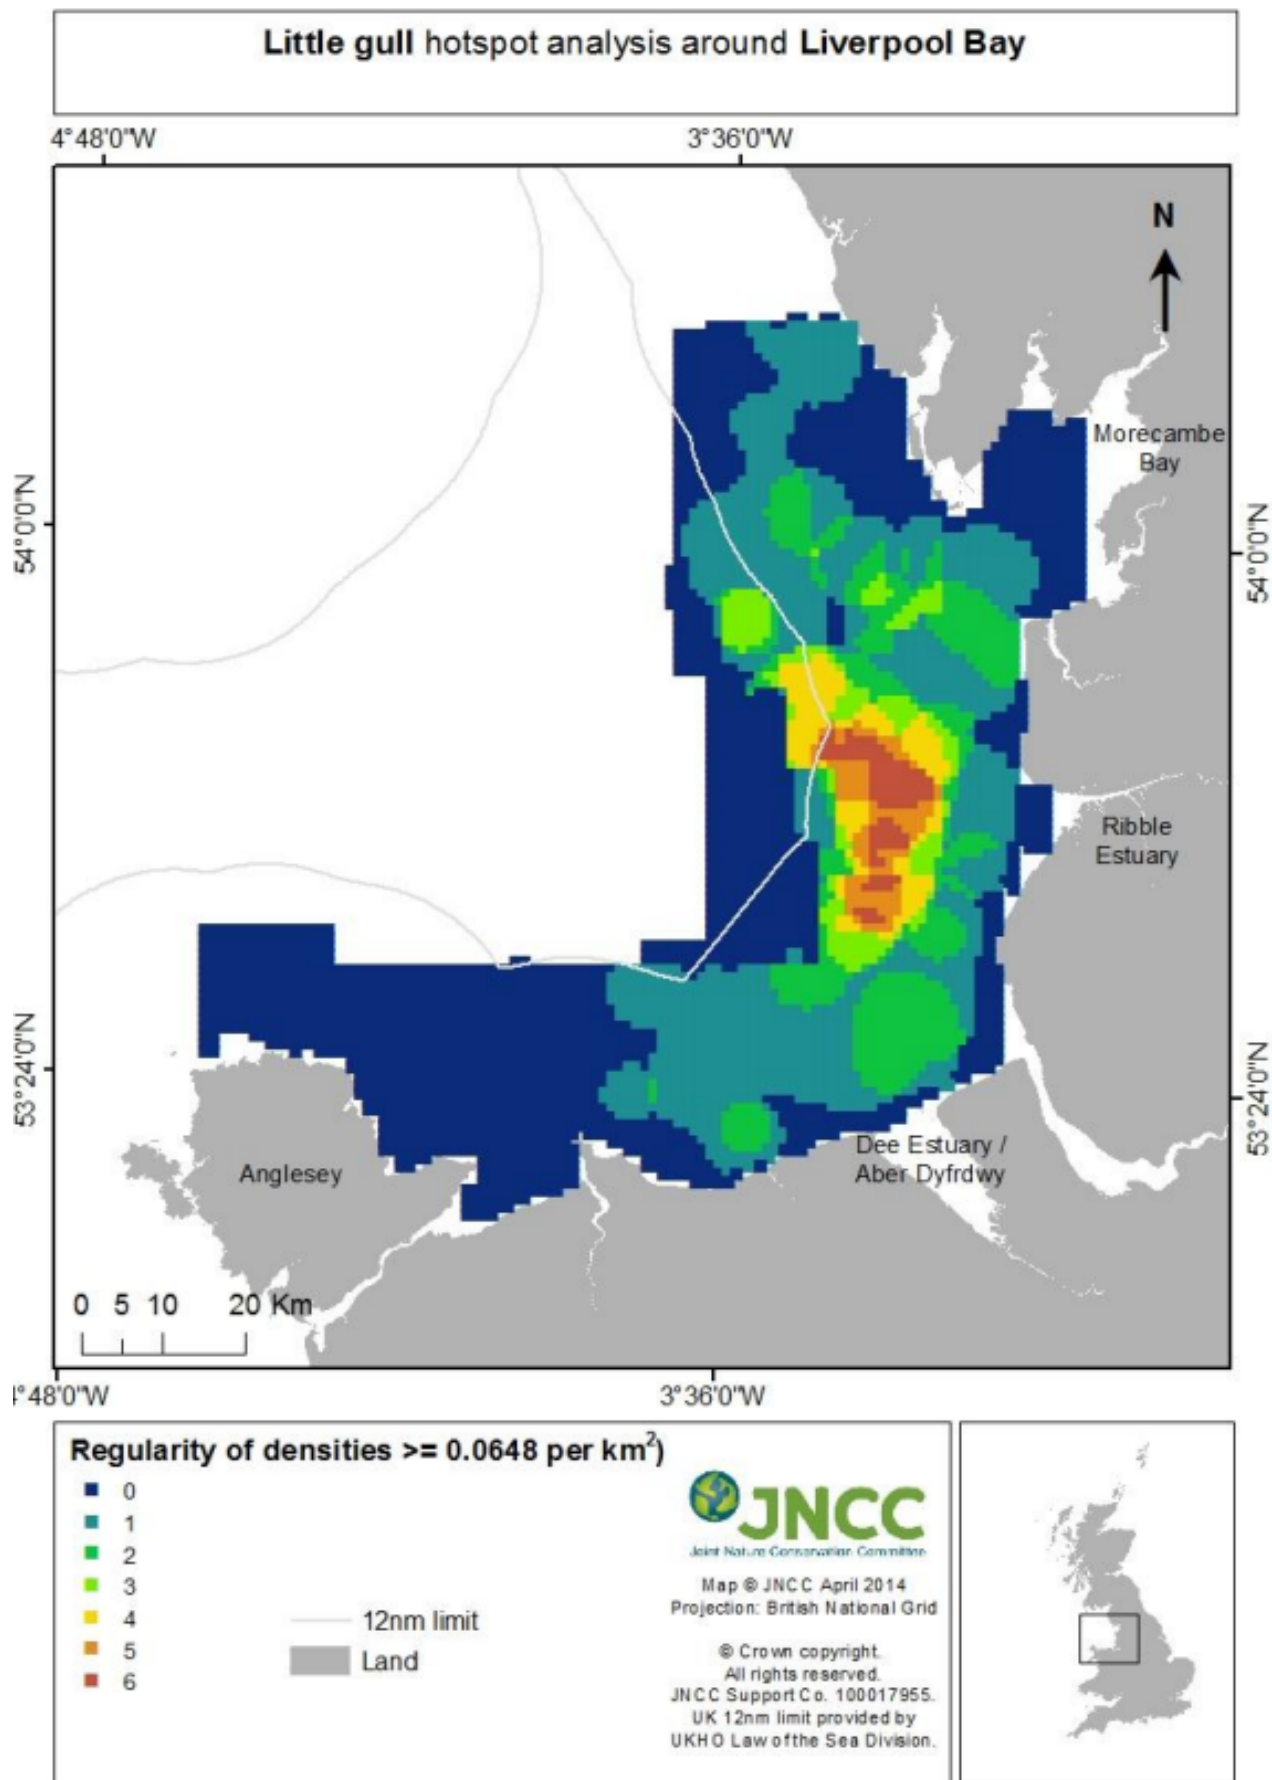 Little gull hotspot analysis around Liverpool Bay
4°48'0"W
3°36'0"W
N
Morecambe
Bay
54°0'0"N
54°0'0"N
Ribble
Estuary
53°24'0"N
53°24'0"N
Dee Estuary /
Aber Dyfrdwy
Anglesey
0 5 10 20 Km
°48'0"W
3°36'0"W
Regularity of densities >= 0.0648 per km²)
0
1
2
3
4
5
6
12nm limit
Land
JNCC
Joint Nature Conservation Committee
Map © JNCC April 2014
Projection: British National Grid
© Crown copyright.
All rights reserved.
JNCC Support Co. 100017955.
UK 12nm limit provided by
UKHO Law of the Sea Division.